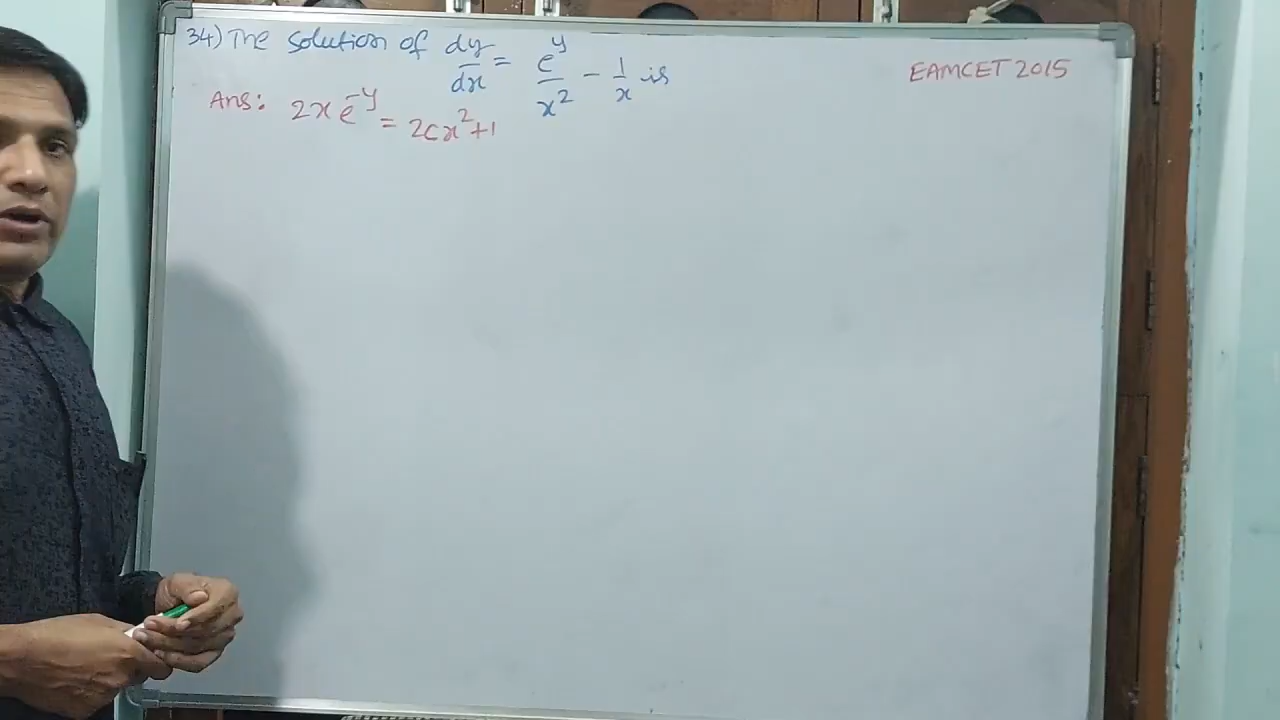 34) The solution of dy/dx = e^y/x² - 1/x is
EAMCET 2015
Ans: 2x e^-y = 2cx² + 1